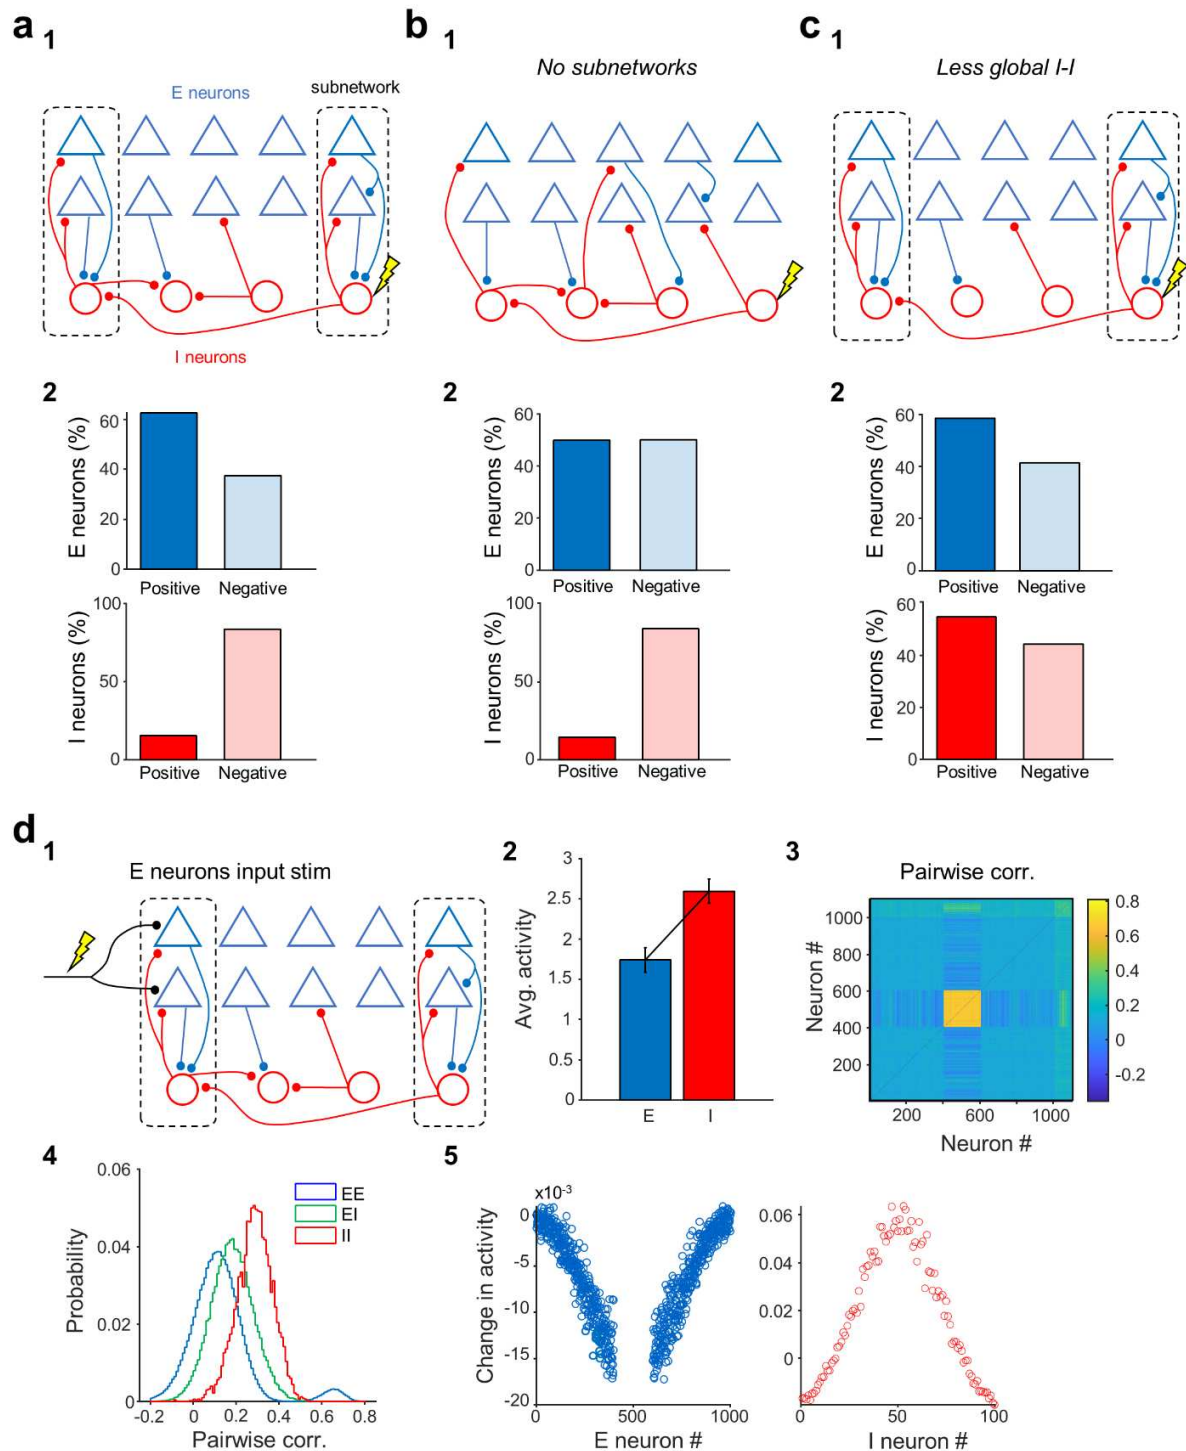 a 1
b 1
c 1
No subnetworks
Less global I-I
E neurons
subnetwork
I neurons
2
E neurons (%)
60
40
20
0
Positive Negative
I neurons (%)
100
50
0
Positive Negative
2
E neurons (%)
60
40
20
0
Positive Negative
I neurons (%)
100
50
0
Positive Negative
2
E neurons (%)
60
40
20
0
Positive Negative
I neurons (%)
60
40
20
0
Positive Negative
d 1
E neurons input stim
2
Avg. activity
3
2.5
2
1.5
1
0.5
0
E I
3
Pairwise corr.
Neuron #
1000
800
600
400
200
200 600 1000
Neuron #
0.8
0.6
0.4
0.2
0
-0.2
4
Probability
0.06
0.04
0.02
0
-0.2 0 0.2 0.4 0.6 0.8
Pairwise corr.
EE
EI
II
5
Change in activity
x10-3
0
-5
-10
-15
-20
0 500 1000
E neuron #
0.06
0.04
0.02
0
0 50 100
I neuron #